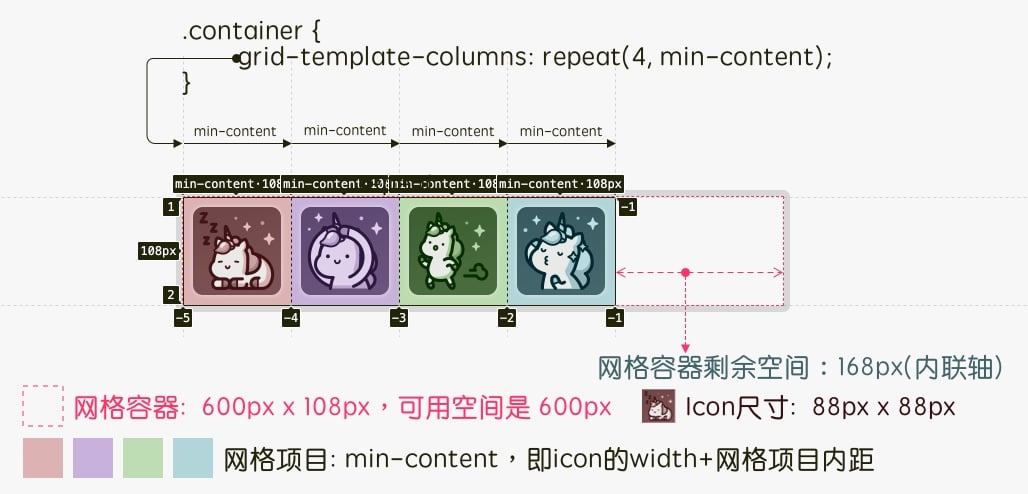 .container {
grid-template-columns: repeat(4, min-content);
}
min-content min-content min-content min-content
min-content·108 min-content· min-content·108 min-content·108px
1 -1
z z z z
108px
2
-5 -4 -3 -2 -1
网格容器剩余空间：168px(内联轴)
网格容器: 600px x 108px，可用空间是 600px Icon尺寸: 88px x 88px
网格项目: min-content，即icon的width+网格项目内距